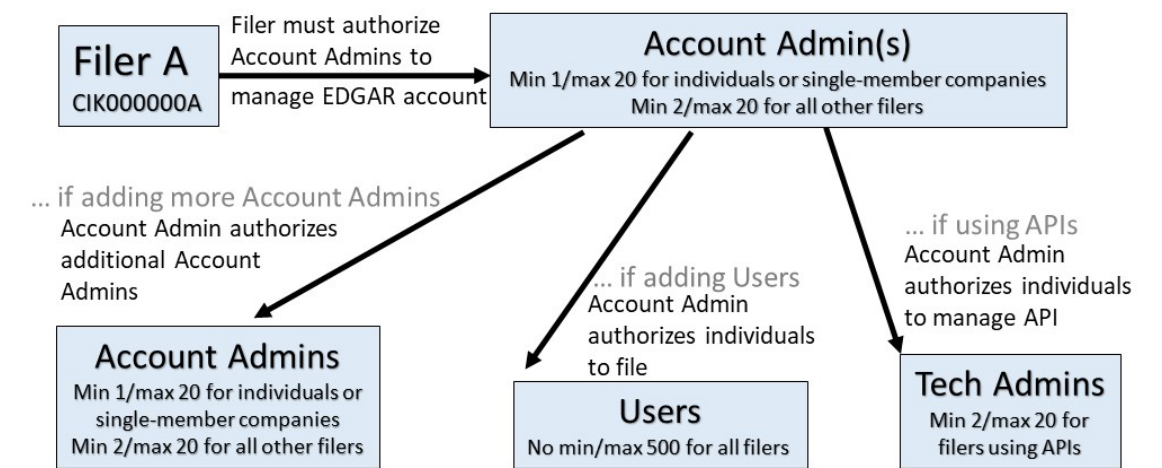 Filer A
CIK000000A
Filer must authorize
Account Admins to
manage EDGAR account
Account Admin(s)
Min 1/max 20 for individuals or single-member companies
Min 2/max 20 for all other filers
... if adding more Account Admins
Account Admin authorizes
additional Account
Admins
... if adding Users
Account Admin
authorizes individuals
to file
... if using APIs
Account Admin
authorizes individuals
to manage API
Account Admins
Min 1/max 20 for individuals or
single-member companies
Min 2/max 20 for all other filers
Users
No min/max 500 for all filers
Tech Admins
Min 2/max 20 for
filers using APIs